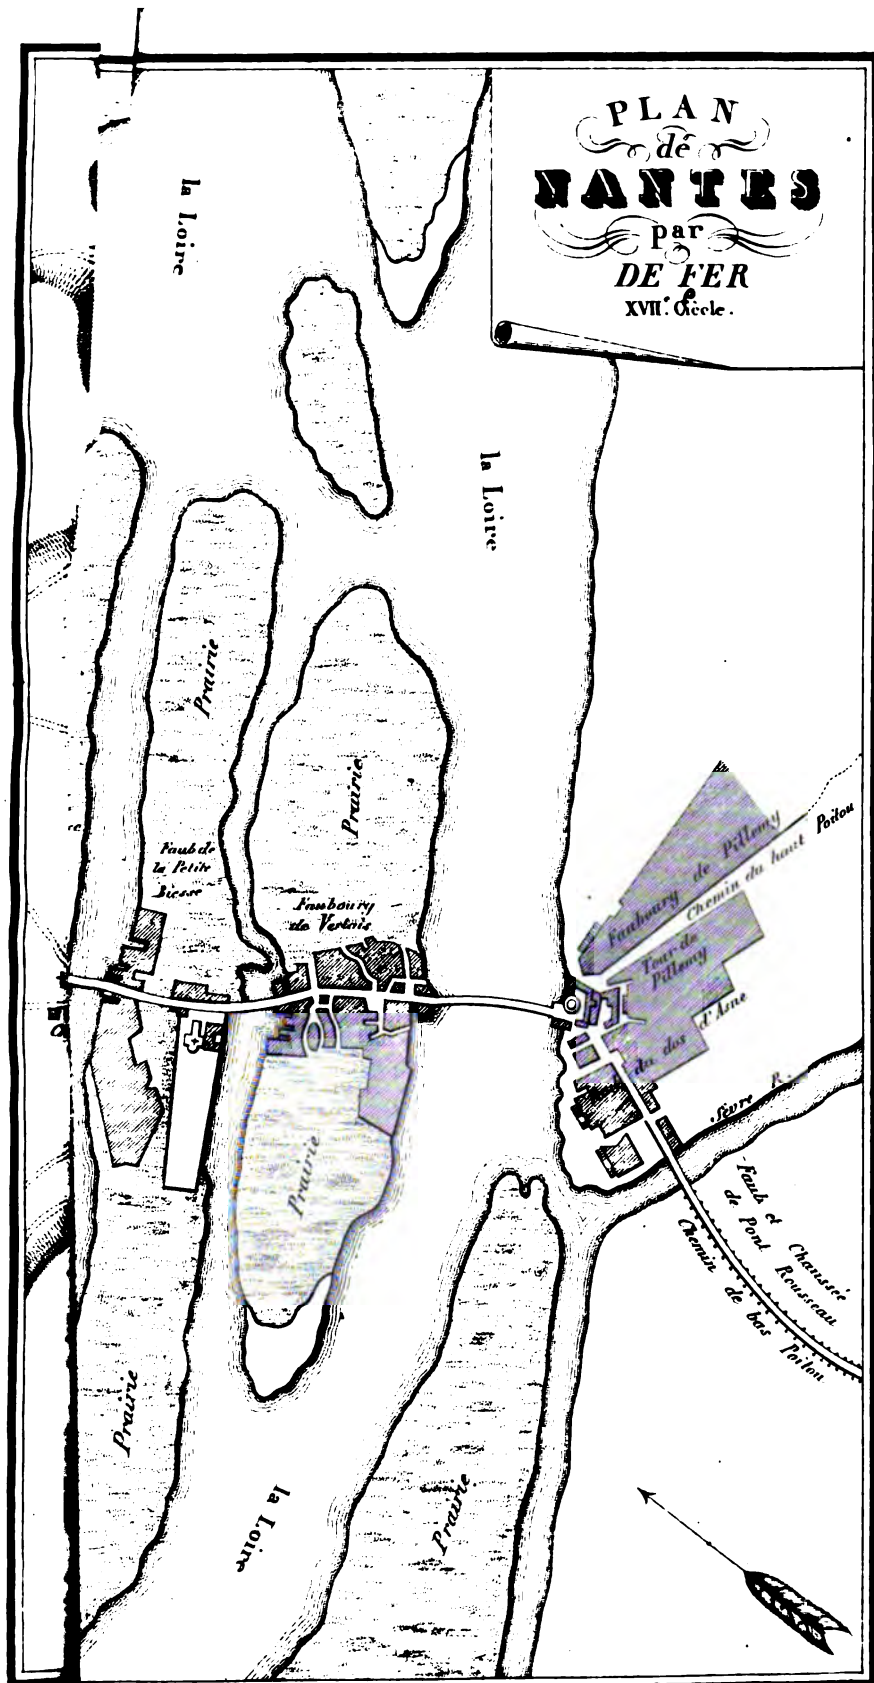 PLAN
de
NANTES
par
DE FER
XVII.e Siècle.
la Loire
la Loire
Prairie
Prairie
Faub de
la Petite
Biesse
Faubourg
de Vertais
Faubourg de Pillemy
Chemin du haut Poitou
Tour de
Pillemy
du dos d'Asne
Sèvre R.
Prairie
Faub et Chaussée
de Pont Rousseau
Chemin de bas Poitou
Prairie
la Loire
Prairie